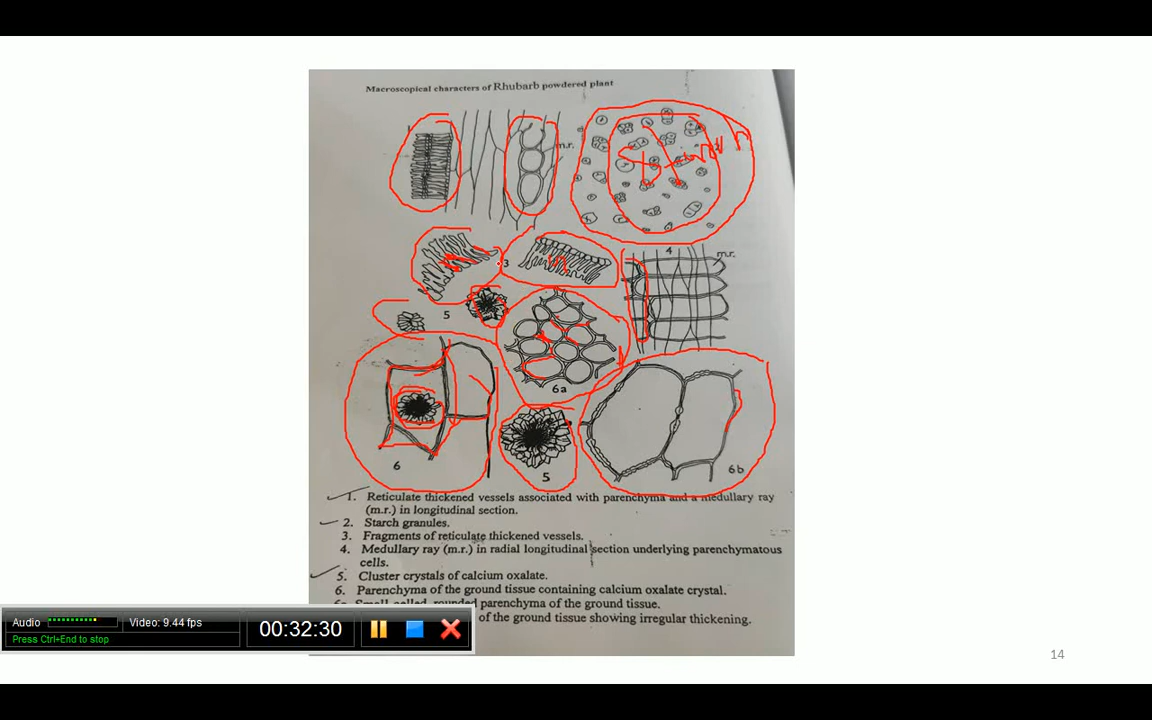 Macroscopical characters of Rhubarb powdered plant
m.r.
Starch
3
4
m.r.
5
6a
6
5
6b
1. Reticulate thickened vessels associated with parenchyma and a medullary ray
(m.r.) in longitudinal section.
2. Starch granules.
3. Fragments of reticulate thickened vessels.
4. Medullary ray (m.r.) in radial longitudinal section underlying parenchymatous
cells.
5. Cluster crystals of calcium oxalate.
6. Parenchyma of the ground tissue containing calcium oxalate crystal.
rounded parenchyma of the ground tissue.
of the ground tissue showing irregular thickening.
Audio
Video: 9.44 fps
Press Ctrl+End to stop
00:32:30
14